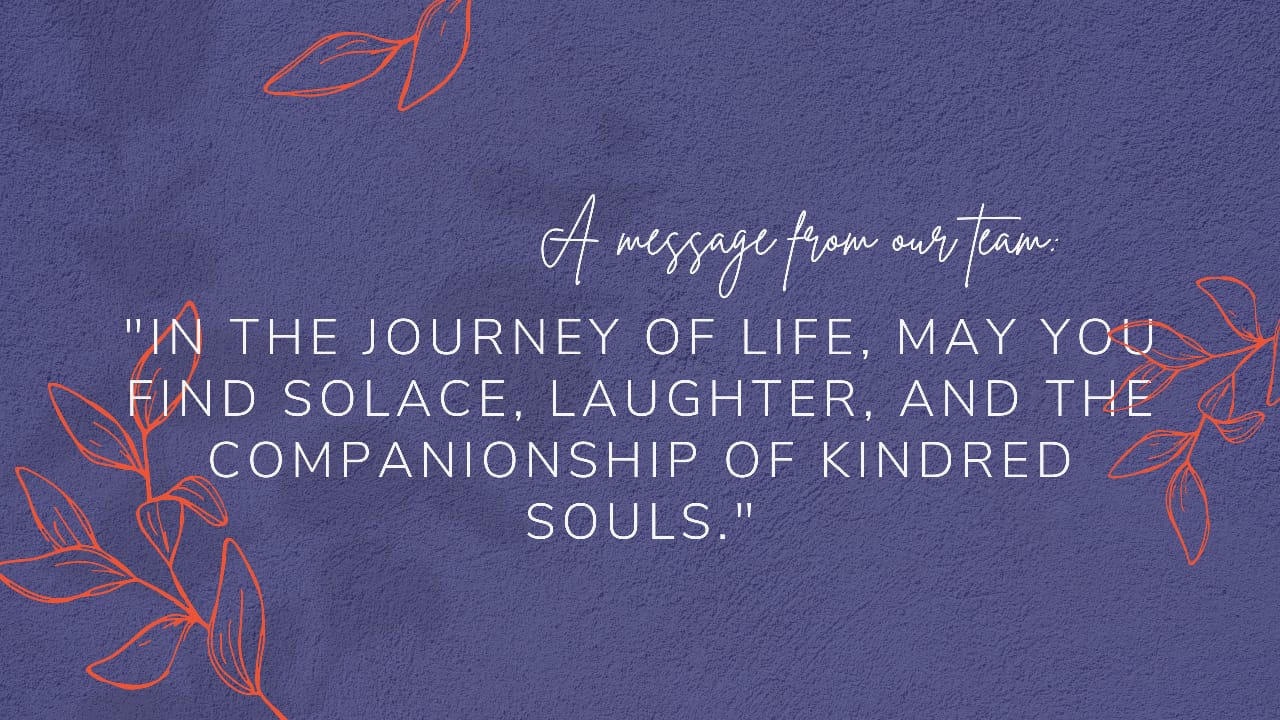 A message from our team:
"IN THE JOURNEY OF LIFE, MAY YOU
FIND SOLACE, LAUGHTER, AND THE
COMPANIONSHIP OF KINDRED
SOULS."